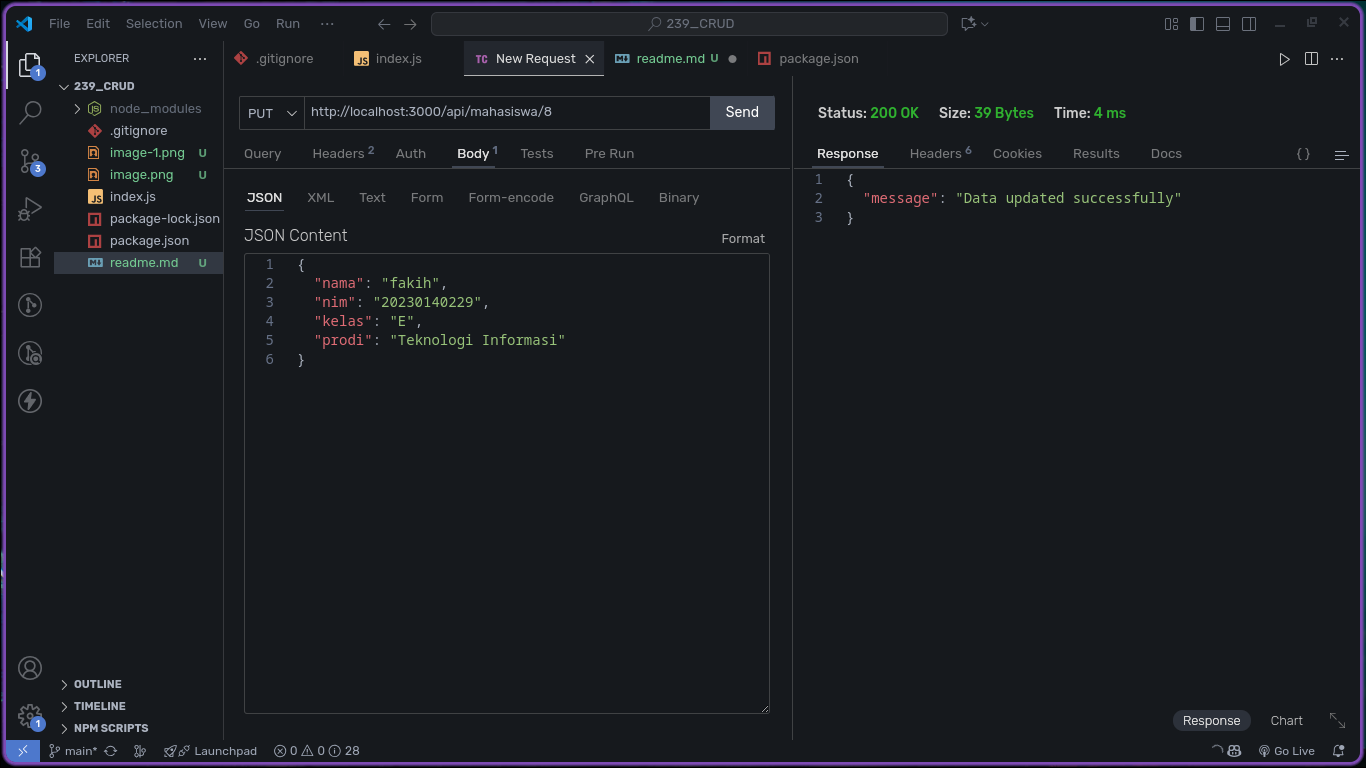 File Edit Selection View Go Run ··· 239_CRUD
EXPLORER ···
239_CRUD
node_modules
.gitignore
image-1.png U
image.png U
index.js
package-lock.json
package.json
readme.md U
OUTLINE
TIMELINE
NPM SCRIPTS
1
3
1
.gitignore JS index.js TC New Request readme.md U package.json
PUT http://localhost:3000/api/mahasiswa/8 Send
Query Headers 2 Auth Body 1 Tests Pre Run
JSON XML Text Form Form-encode GraphQL Binary
JSON Content Format
1 {
2 "nama": "fakih",
3 "nim": "20230140229",
4 "kelas": "E",
5 "prodi": "Teknologi Informasi"
6 }
Status: 200 OK Size: 39 Bytes Time: 4 ms
Response Headers 6 Cookies Results Docs { }
1 {
2 "message": "Data updated successfully"
3 }
Response Chart
main* Launchpad 0 0 28 Go Live